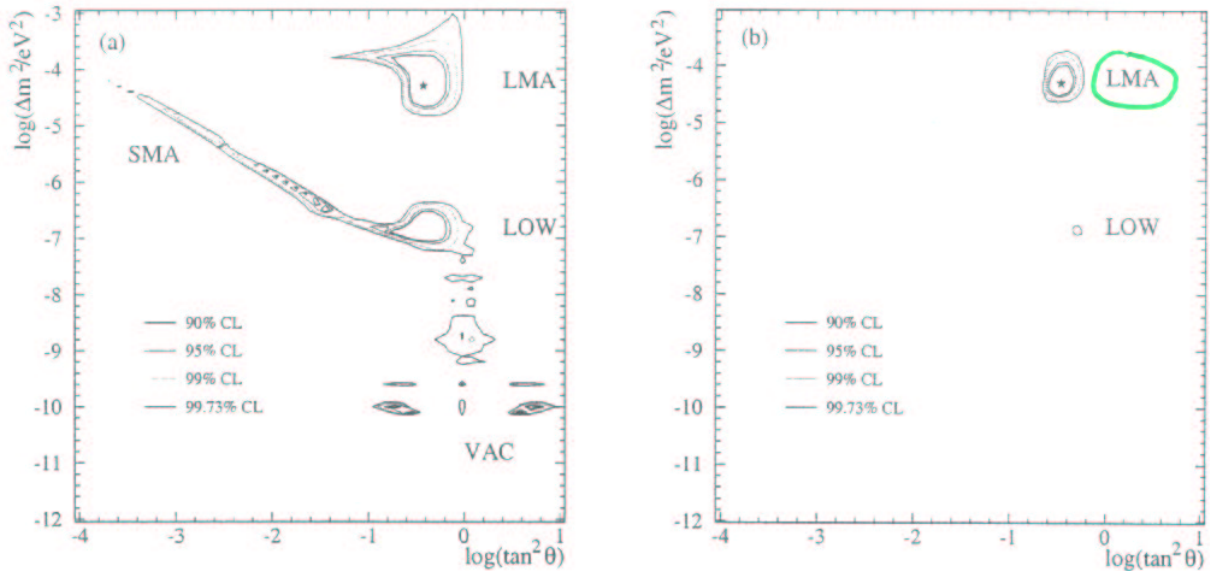 (a)
LMA
SMA
LOW
90% CL
95% CL
99% CL
99.73% CL
VAC
log(Δm²/eV²)
-3
-4
-5
-6
-7
-8
-9
-10
-11
-12
-4 -3 -2 -1 0 1
log(tan²θ)
(b)
LMA
LOW
90% CL
95% CL
99% CL
99.73% CL
log(Δm²/eV²)
-3
-4
-5
-6
-7
-8
-9
-10
-11
-12
-4 -3 -2 -1 0 1
log(tan²θ)